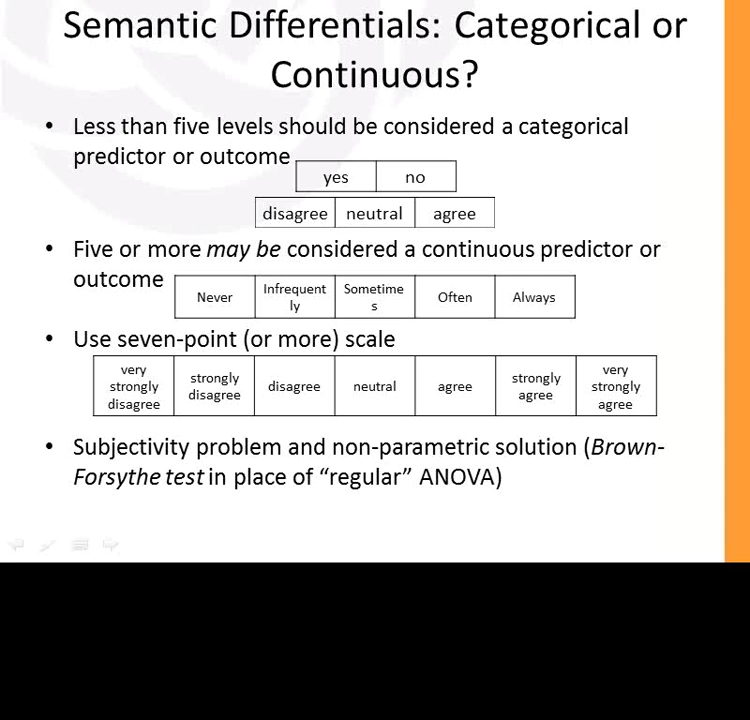 Semantic Differentials: Categorical or
Continuous?
• Less than five levels should be considered a categorical
predictor or outcome
yes no
disagree neutral agree
• Five or more may be considered a continuous predictor or
outcome
Never Infrequent Sometime Often Always
ly s
• Use seven-point (or more) scale
very strongly disagree strongly disagree disagree neutral agree strongly agree very strongly agree
• Subjectivity problem and non-parametric solution (Brown-
Forsythe test in place of “regular” ANOVA)